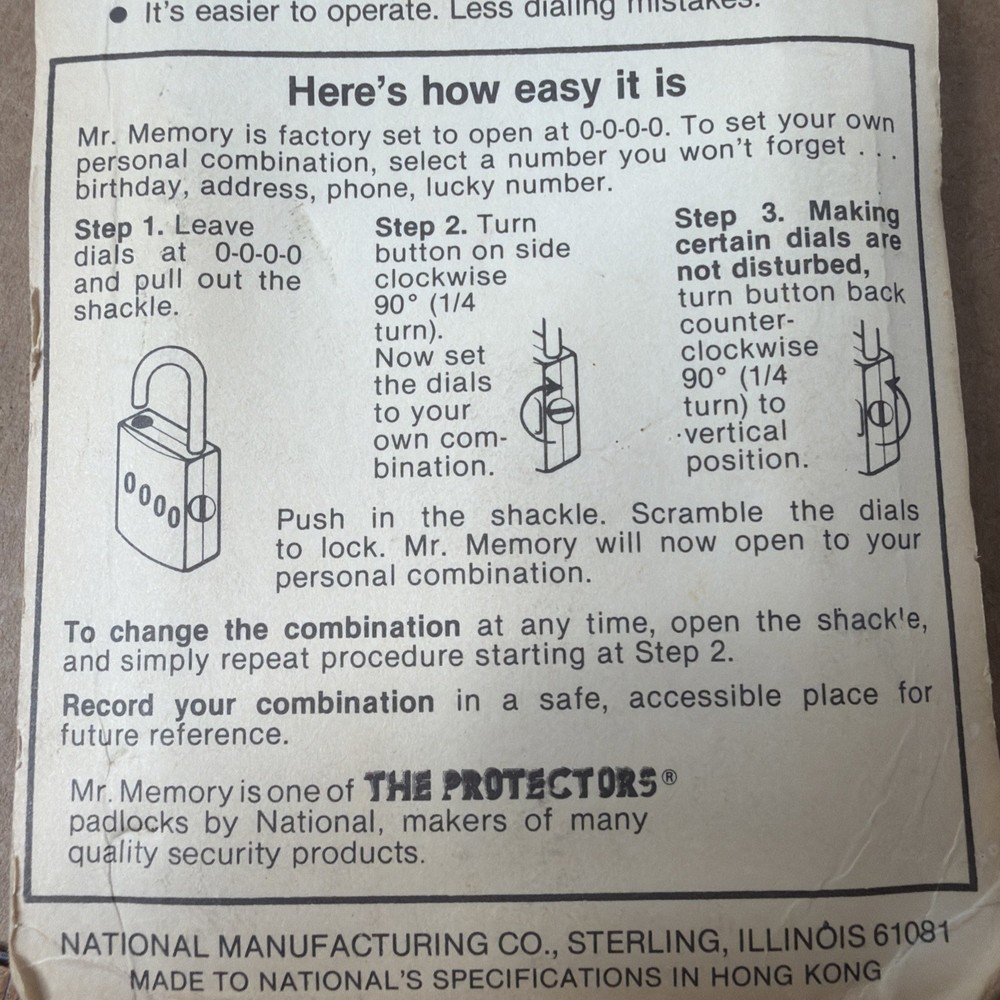 ● It's easier to operate. Less dialing mistakes.
Here's how easy it is
Mr. Memory is factory set to open at 0-0-0-0. To set your own
personal combination, select a number you won't forget . . .
birthday, address, phone, lucky number.
Step 1. Leave
dials at 0-0-0-0
and pull out the
shackle.
0000
Step 2. Turn
button on side
clockwise
90° (1/4
turn).
Now set
the dials
to your
own com-
bination.
Step 3. Making
certain dials are
not disturbed,
turn button back
counter-
clockwise
90° (1/4
turn) to
vertical
position.
Push in the shackle. Scramble the dials
to lock. Mr. Memory will now open to your
personal combination.
To change the combination at any time, open the shackle,
and simply repeat procedure starting at Step 2.
Record your combination in a safe, accessible place for
future reference.
Mr. Memory is one of THE PROTECTORS®
padlocks by National, makers of many
quality security products.
NATIONAL MANUFACTURING CO., STERLING, ILLINOIS 61081
MADE TO NATIONAL'S SPECIFICATIONS IN HONG KONG